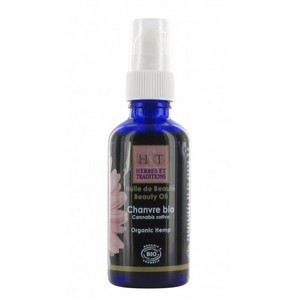 H&T
HERBES ET
TRADITIONS
Huile de Beauté
Beauty Oil
Chanvre bio
Cannabis sativa
Organic Hemp
BIO